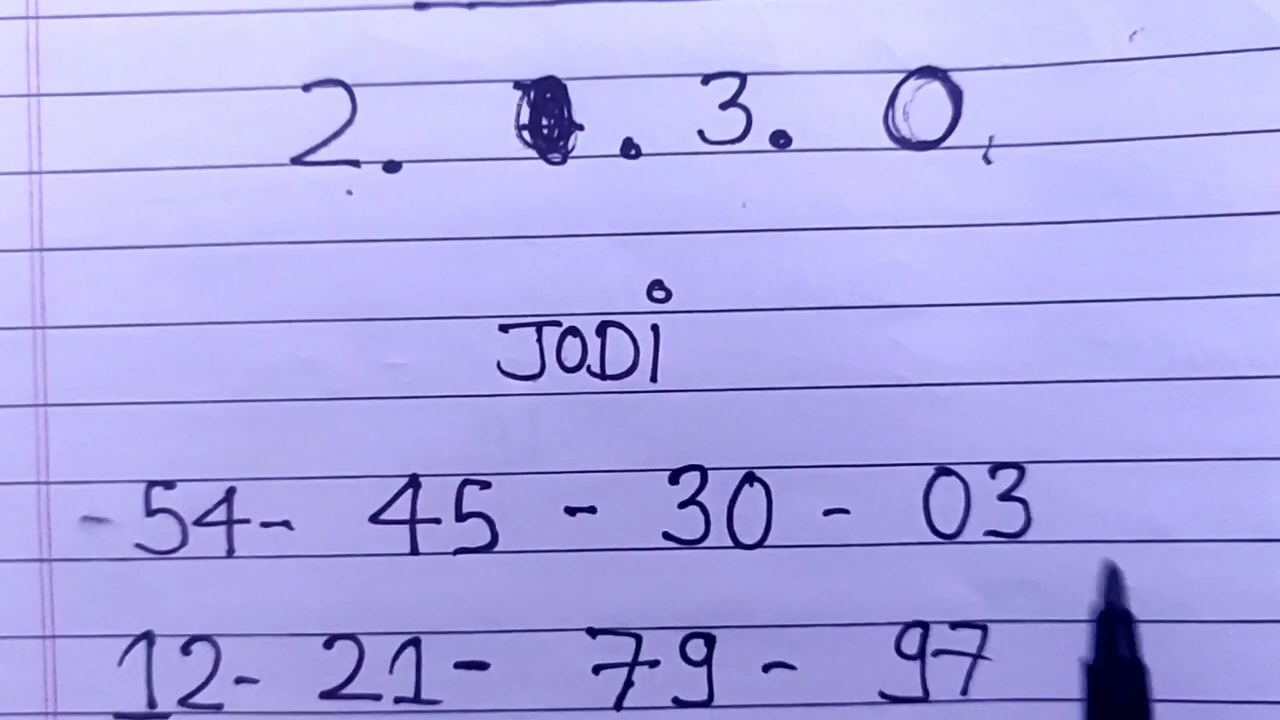 2. . 3. 0.
JODi
-54- 45 - 30 - 03
12- 21- 79 - 97